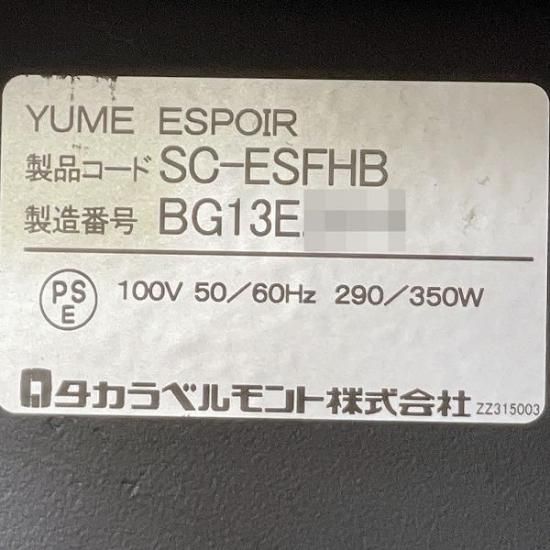 YUME ESPOIR
製品コード SC-ESFHB
製造番号 BG13E
PSE 100V 50/60Hz 290/350W
タカラベルモント株式会社 ZZ315003